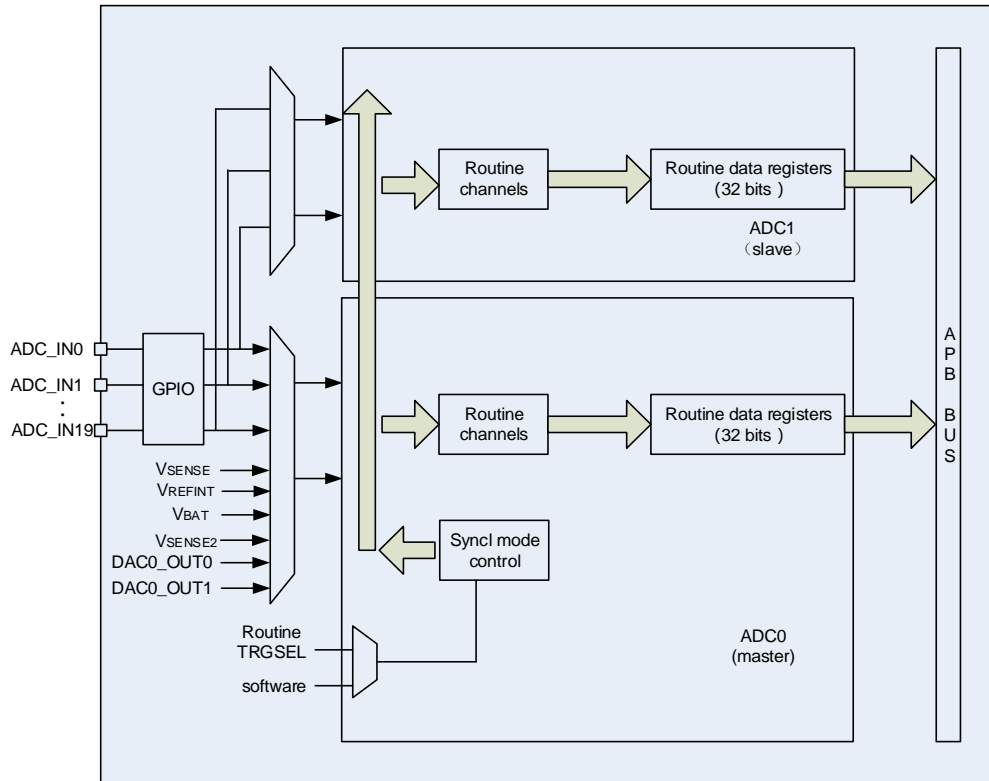 Routine
channels
Routine data registers
(32 bits )
ADC1
（slave）
ADC_IN0
ADC_IN1
:
ADC_IN19
GPIO
Routine
channels
Routine data registers
(32 bits )
A
P
B
B
U
S
VSENSE
VREFINT
VBAT
VSENSE2
DAC0_OUT0
DAC0_OUT1
Syncl mode
control
Routine
TRGSEL
software
ADC0
(master)